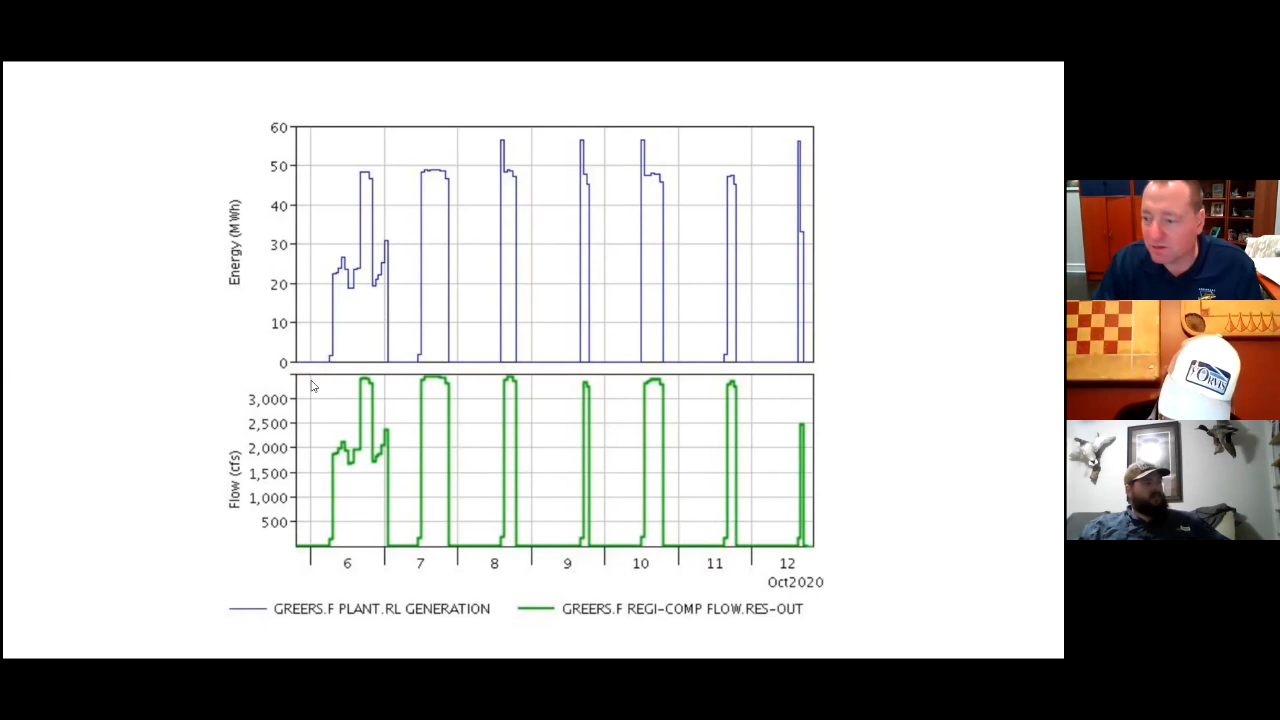 60
50
40
30
20
10
0
Energy (MWh)
3,000
2,500
2,000
1,500
1,000
500
Flow (cfs)
6 7 8 9 10 11 12
Oct2020
GREERS.F PLANT.RL GENERATION GREERS.F REGI-COMP FLOW.RES-OUT
ORVIS